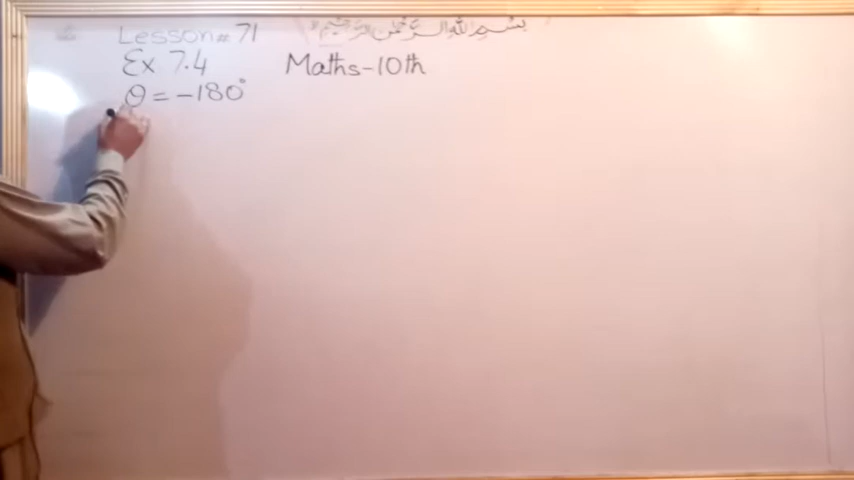 Lesson # 71
بسم الله الرحمن الرحيم
Ex 7.4 Maths-10th
θ = -180°